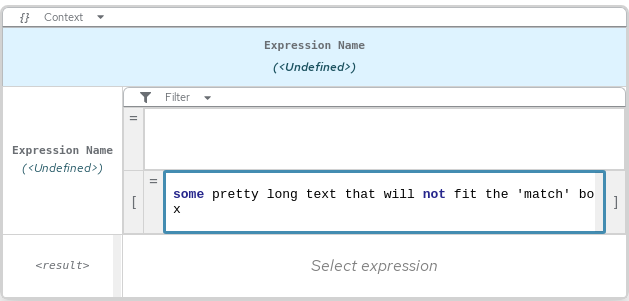 {} Context
Expression Name
(<Undefined>)
Filter
Expression Name
(<Undefined>)
=
[ = some pretty long text that will not fit the 'match' bo ]
x
<result> Select expression